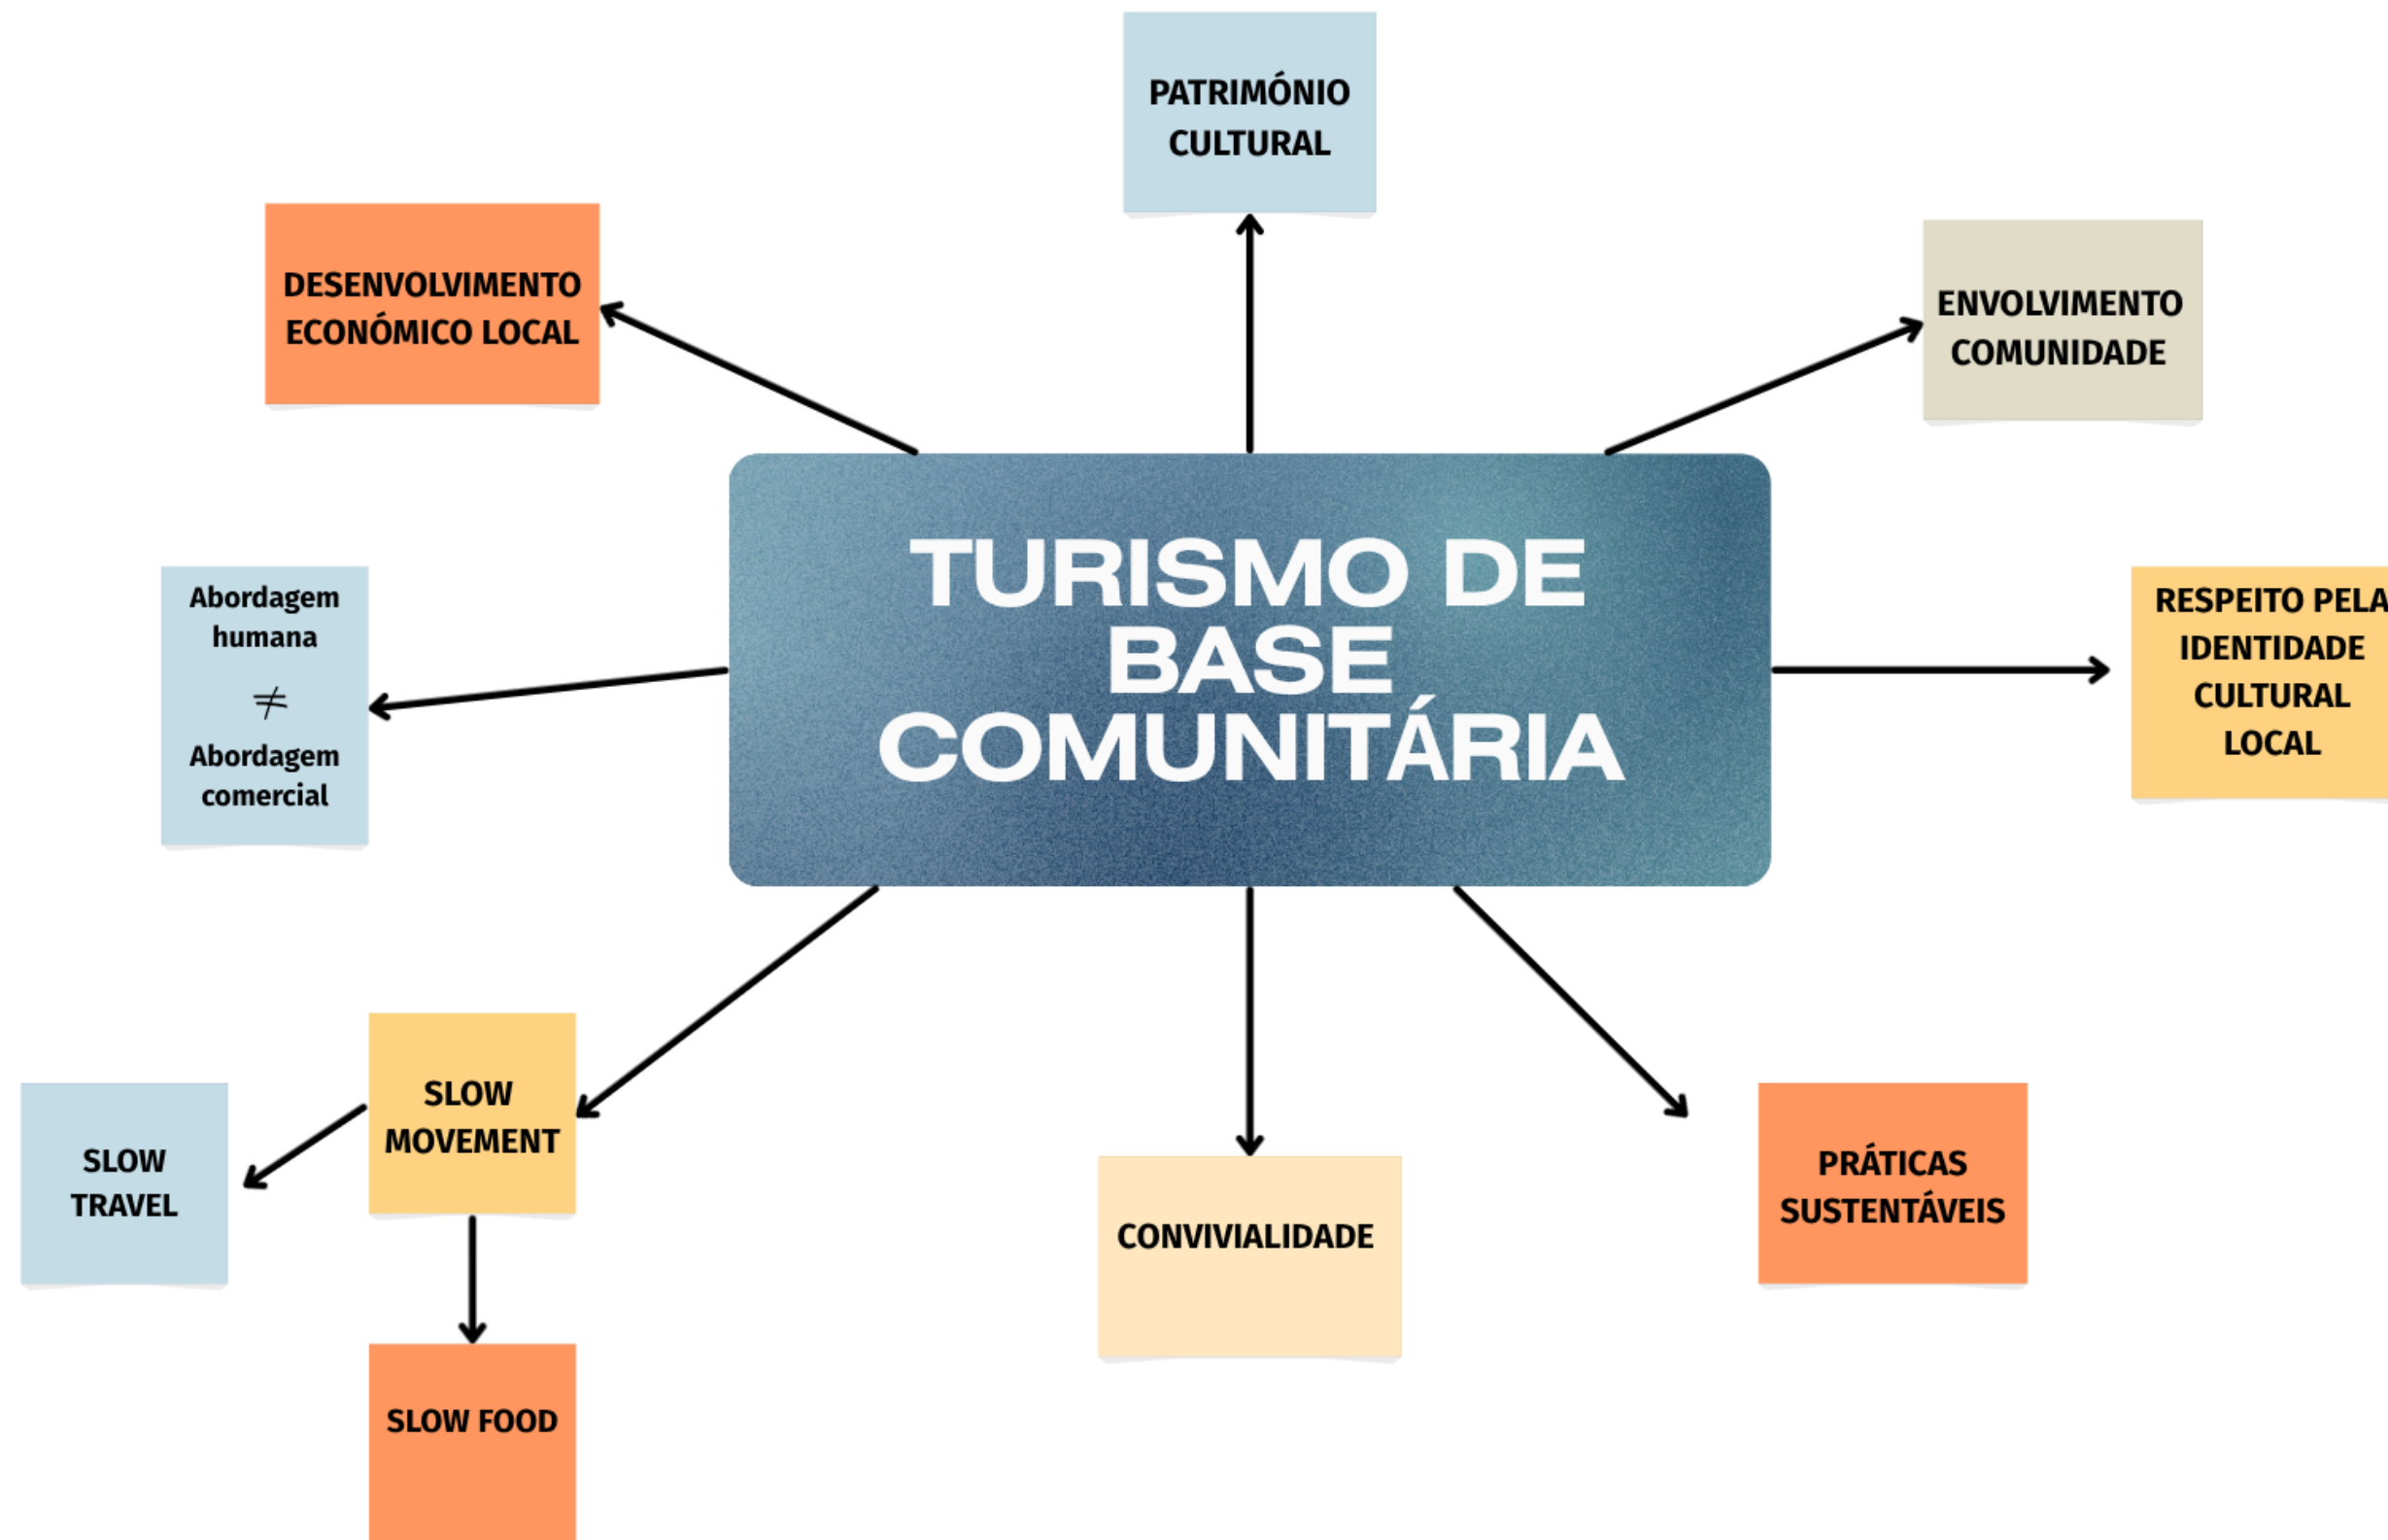 PATRIMÓNIO
CULTURAL
DESENVOLVIMENTO
ECONÓMICO LOCAL
ENVOLVIMENTO
COMUNIDADE
TURISMO DE
BASE
COMUNITÁRIA
Abordagem
humana
≠
Abordagem
comercial
RESPEITO PELA
IDENTIDADE
CULTURAL
LOCAL
SLOW
MOVEMENT
SLOW
TRAVEL
SLOW FOOD
CONVIVIALIDADE
PRÁTICAS
SUSTENTÁVEIS